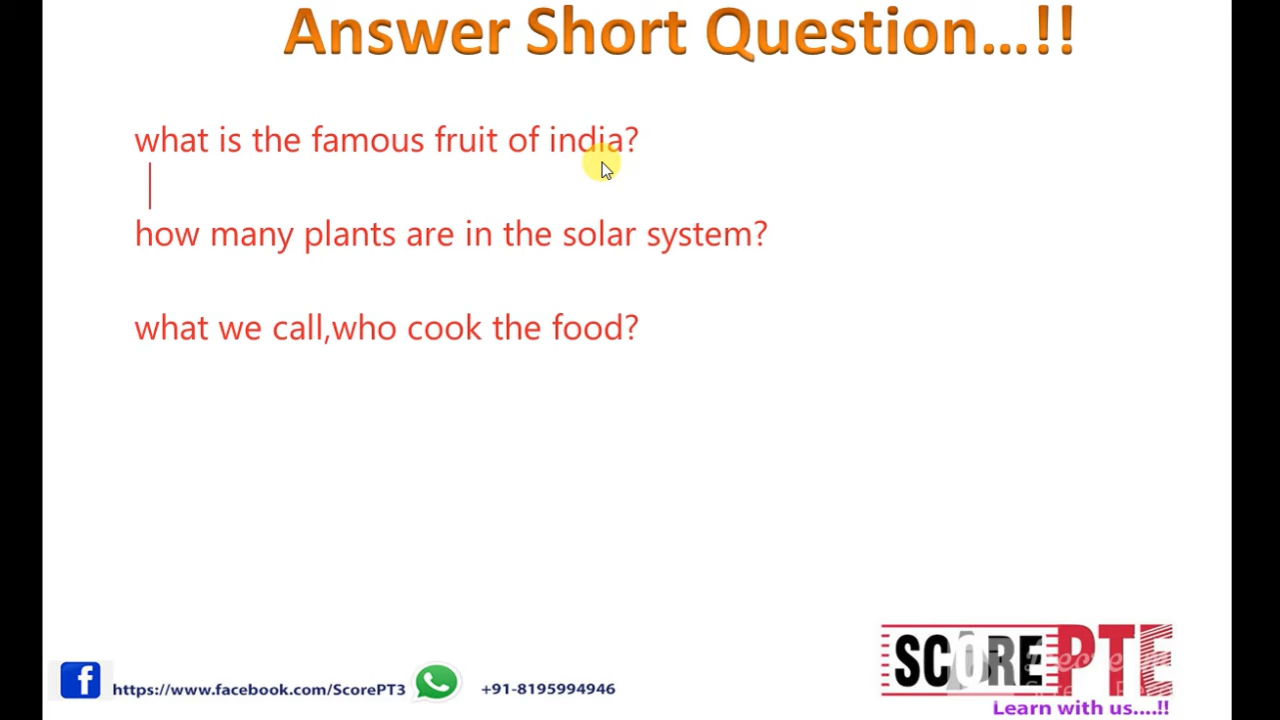 Answer Short Question...!!
what is the famous fruit of india?
how many plants are in the solar system?
what we call,who cook the food?
SCORE PTE
https://www.facebook.com/ScorePT3 +91-8195994946
Learn with us....!!